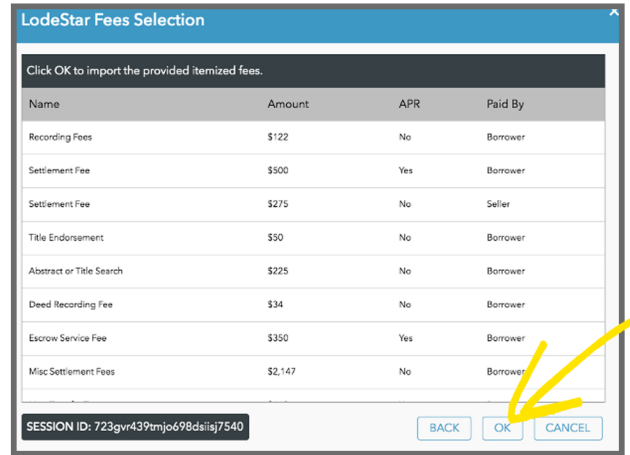 LodeStar Fees Selection
Click OK to import the provided itemized fees.
Name Amount APR Paid By
Recording Fees $122 No Borrower
Settlement Fee $500 Yes Borrower
Settlement Fee $275 No Seller
Title Endorsement $50 No Borrower
Abstract or Title Search $225 No Borrower
Deed Recording Fee $34 No Borrower
Escrow Service Fee $350 Yes Borrower
Misc Settlement Fees $2,147 No Borrower
SESSION ID: 723gvr439tmjo698dsiisj7540 BACK OK CANCEL